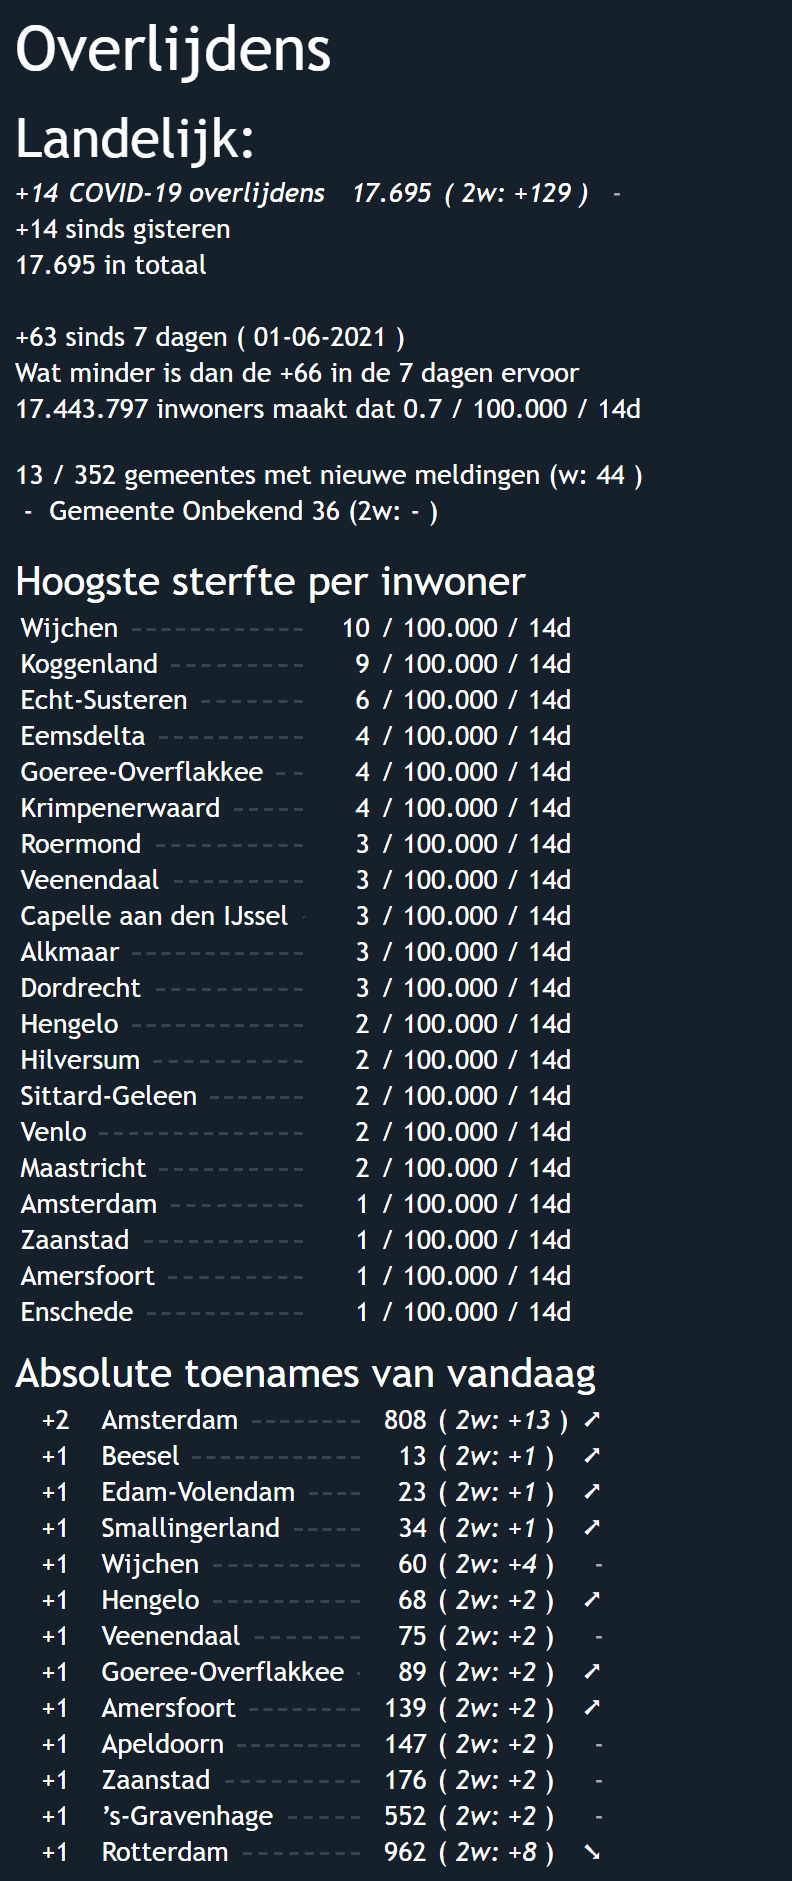 Overlijdens
Landelijk:
+14 COVID-19 overlijdens 17.695 ( 2w: +129 ) -
+14 sinds gisteren
17.695 in totaal
+63 sinds 7 dagen ( 01-06-2021 )
Wat minder is dan de +66 in de 7 dagen ervoor
17.443.797 inwoners maakt dat 0.7 / 100.000 / 14d
13 / 352 gemeentes met nieuwe meldingen (w: 44 )
- Gemeente Onbekend 36 (2w: - )
Hoogste sterfte per inwoner
Wijchen ------------ 10 / 100.000 / 14d
Koggenland --------- 9 / 100.000 / 14d
Echt-Susteren ------- 6 / 100.000 / 14d
Eemsdelta ---------- 4 / 100.000 / 14d
Goeree-Overflakkee -- 4 / 100.000 / 14d
Krimpenerwaard ----- 4 / 100.000 / 14d
Roermond ---------- 3 / 100.000 / 14d
Veenendaal --------- 3 / 100.000 / 14d
Capelle aan den IJssel - 3 / 100.000 / 14d
Alkmaar ------------ 3 / 100.000 / 14d
Dordrecht ---------- 3 / 100.000 / 14d
Hengelo ------------ 2 / 100.000 / 14d
Hilversum ---------- 2 / 100.000 / 14d
Sittard-Geleen ------- 2 / 100.000 / 14d
Venlo -------------- 2 / 100.000 / 14d
Maastricht ---------- 2 / 100.000 / 14d
Amsterdam --------- 1 / 100.000 / 14d
Zaanstad ----------- 1 / 100.000 / 14d
Amersfoort ---------- 1 / 100.000 / 14d
Enschede ----------- 1 / 100.000 / 14d
Absolute toenames van vandaag
+2 Amsterdam -------- 808 ( 2w: +13 ) ➚
+1 Beesel ------------ 13 ( 2w: +1 ) ➚
+1 Edam-Volendam ---- 23 ( 2w: +1 ) ➚
+1 Smallingerland ----- 34 ( 2w: +1 ) ➚
+1 Wijchen ---------- 60 ( 2w: +4 ) -
+1 Hengelo ---------- 68 ( 2w: +2 ) ➚
+1 Veenendaal ------- 75 ( 2w: +2 ) -
+1 Goeree-Overflakkee - 89 ( 2w: +2 ) ➚
+1 Amersfoort -------- 139 ( 2w: +2 ) ➚
+1 Apeldoorn --------- 147 ( 2w: +2 ) -
+1 Zaanstad ---------- 176 ( 2w: +2 ) -
+1 's-Gravenhage ----- 552 ( 2w: +2 ) -
+1 Rotterdam -------- 962 ( 2w: +8 ) ➘